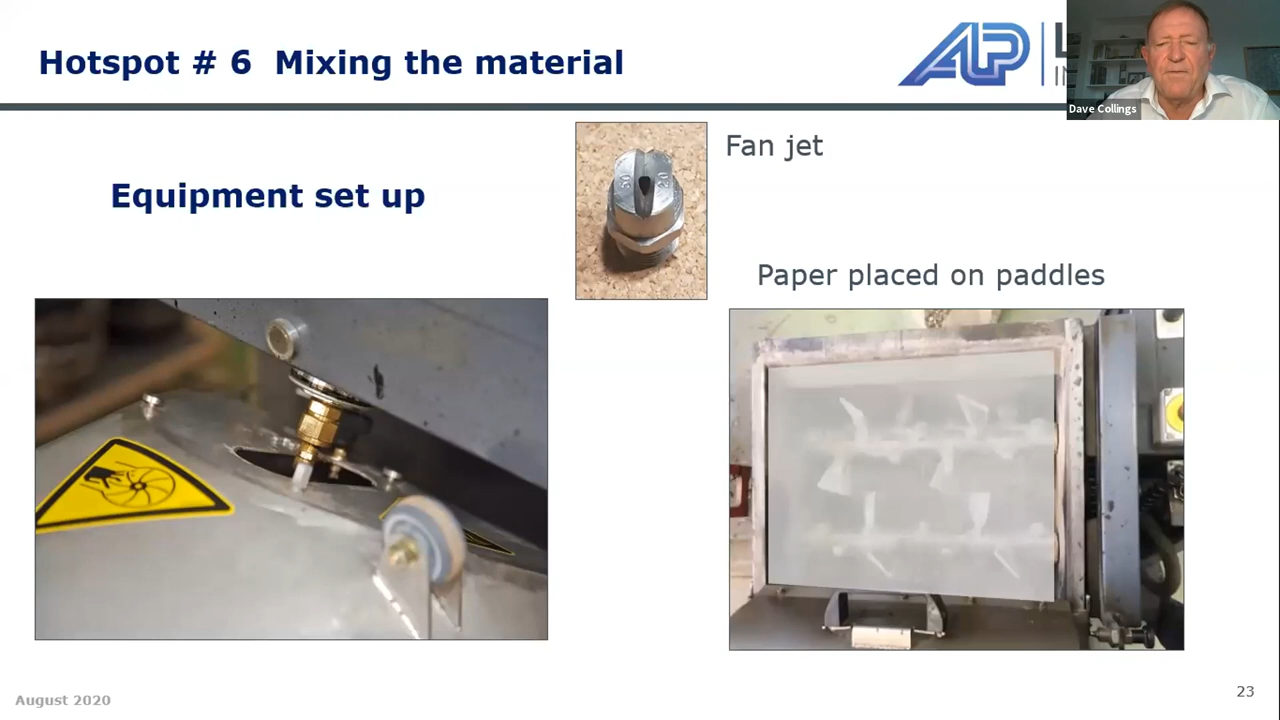 Hotspot # 6 Mixing the material
ALP
Dave Collings
Fan jet
Equipment set up
Paper placed on paddles
August 2020
23